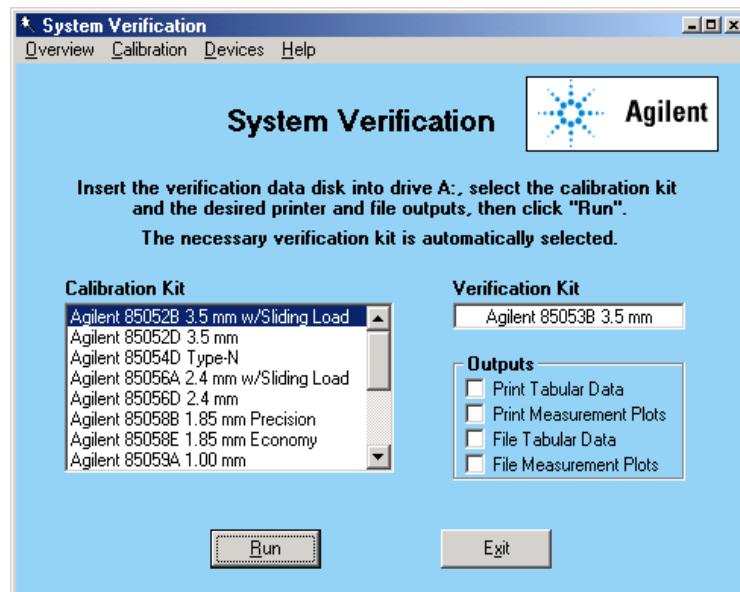 System Verification
Overview Calibration Devices Help
System Verification
Agilent
Insert the verification data disk into drive A:, select the calibration kit
and the desired printer and file outputs, then click "Run".
The necessary verification kit is automatically selected.
Calibration Kit
Agilent 85052B 3.5 mm w/Sliding Load
Agilent 85052D 3.5 mm
Agilent 85054D Type-N
Agilent 85056A 2.4 mm w/Sliding Load
Agilent 85056D 2.4 mm
Agilent 85058B 1.85 mm Precision
Agilent 85058E 1.85 mm Economy
Agilent 85059A 1.00 mm
Verification Kit
Agilent 85053B 3.5 mm
Outputs
Print Tabular Data
Print Measurement Plots
File Tabular Data
File Measurement Plots
Run
Exit